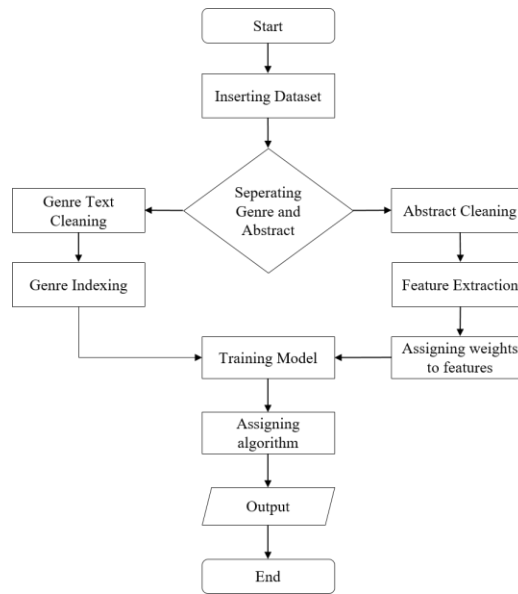 Start
Inserting Dataset
Seperating
Genre and
Abstract
Genre Text
Cleaning
Abstract Cleaning
Genre Indexing
Feature Extraction
Training Model
Assigning weights
to features
Assigning
algorithm
Output
End